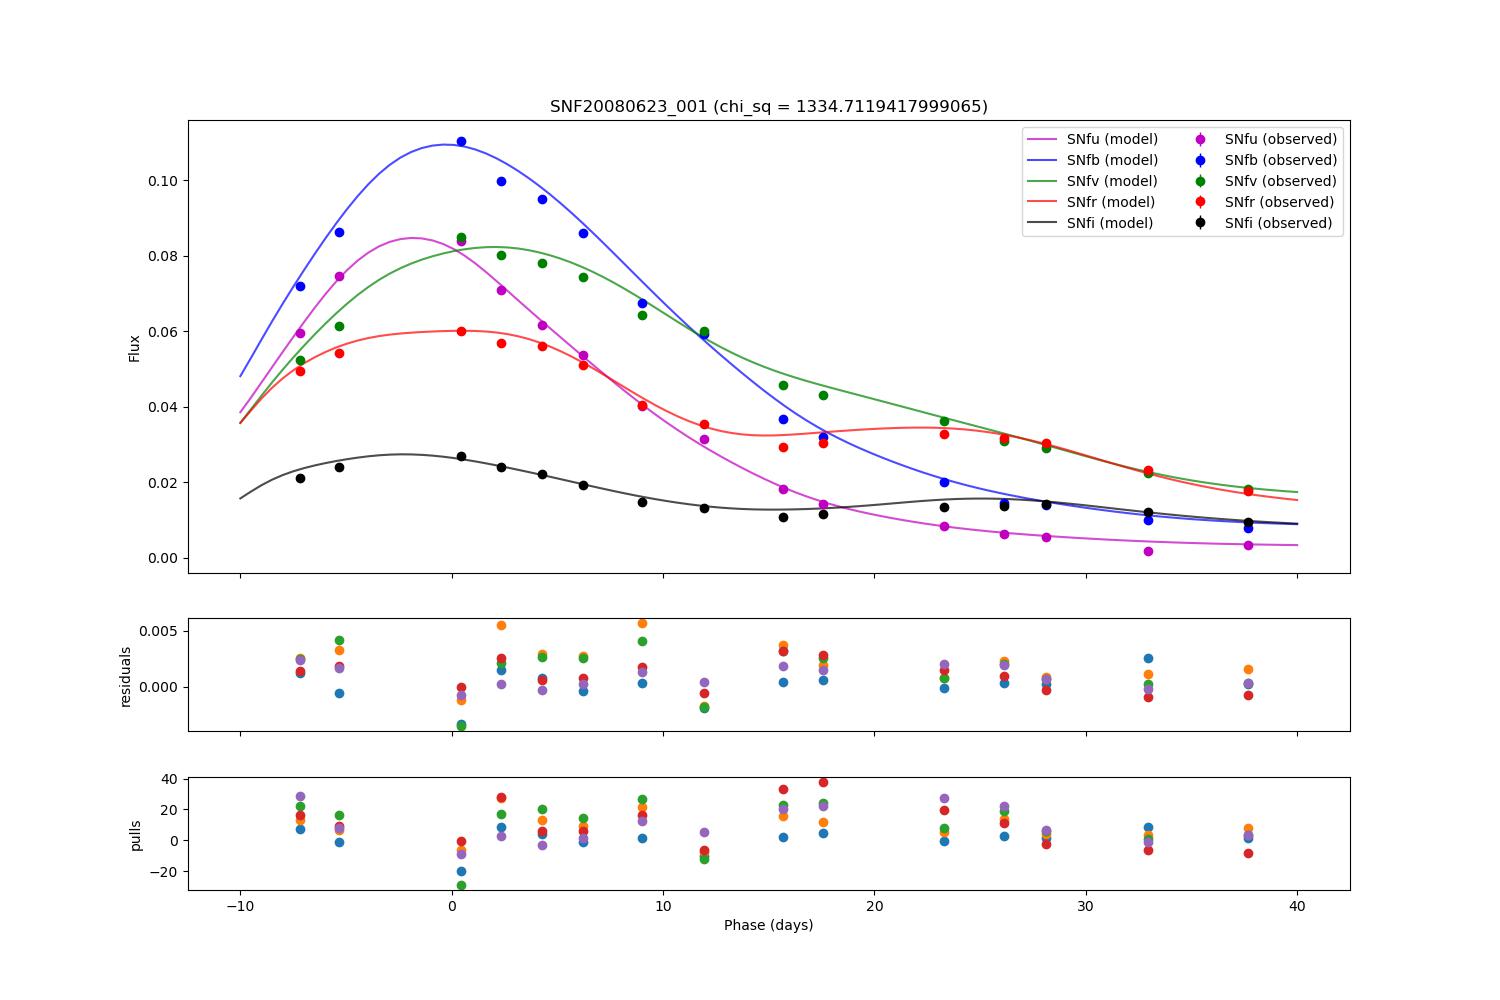 SNF20080623_001 (chi_sq = 1334.7119417999065)
SNfu (model) SNfu (observed)
SNfb (model) SNfb (observed)
SNfv (model) SNfv (observed)
SNfr (model) SNfr (observed)
SNfi (model) SNfi (observed)
0.10
0.08
0.06
0.04
0.02
0.00
Flux
0.005
0.000
residuals
40
20
0
−20
pulls
−10 0 10 20 30 40
Phase (days)